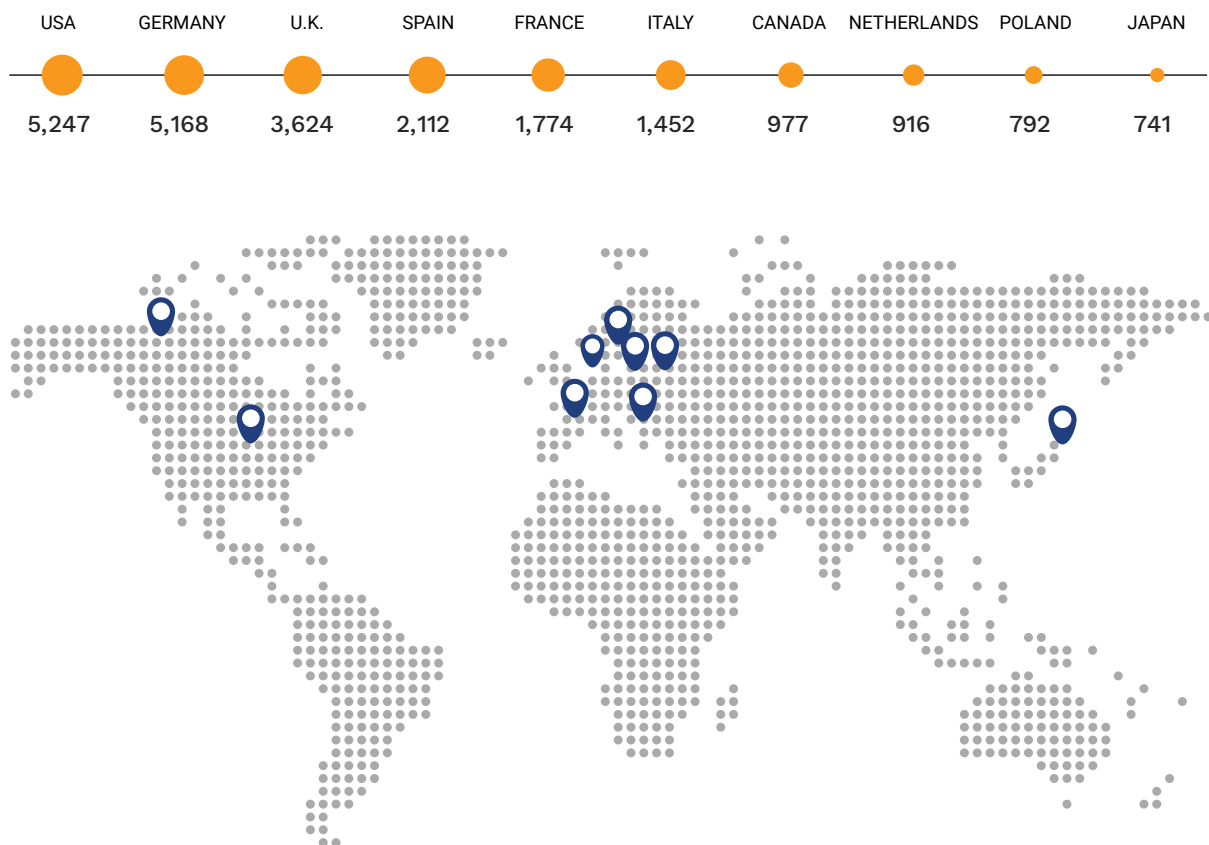 USA GERMANY U.K. SPAIN FRANCE ITALY CANADA NETHERLANDS POLAND JAPAN
5,247 5,168 3,624 2,112 1,774 1,452 977 916 792 741